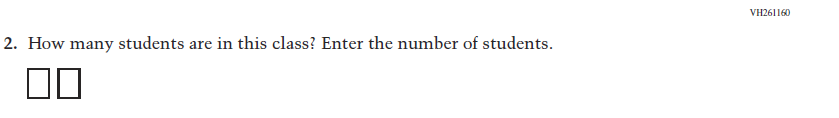 VH261160
2. How many students are in this class? Enter the number of students.